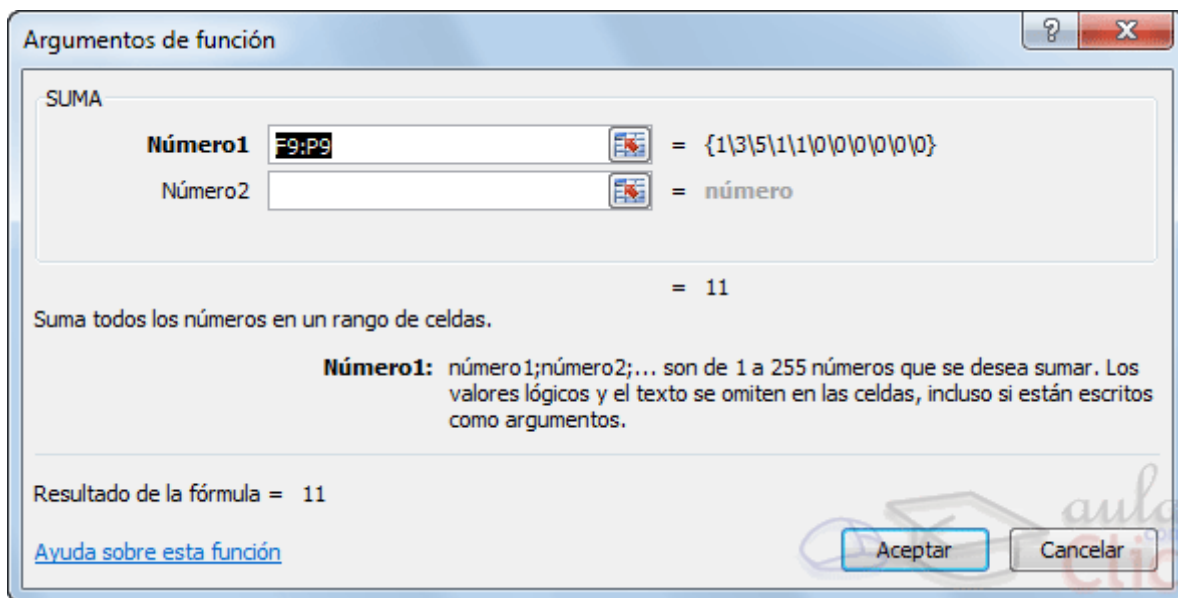 Argumentos de función
SUMA
Número1 F9:P9 = {1\3\5\1\1\0\0\0\0\0\0}
Número2 = número
= 11
Suma todos los números en un rango de celdas.
Número1: número1;número2;... son de 1 a 255 números que se desea sumar. Los
valores lógicos y el texto se omiten en las celdas, incluso si están escritos
como argumentos.
Resultado de la fórmula = 11
Ayuda sobre esta función
Aceptar
Cancelar
aula
Clic